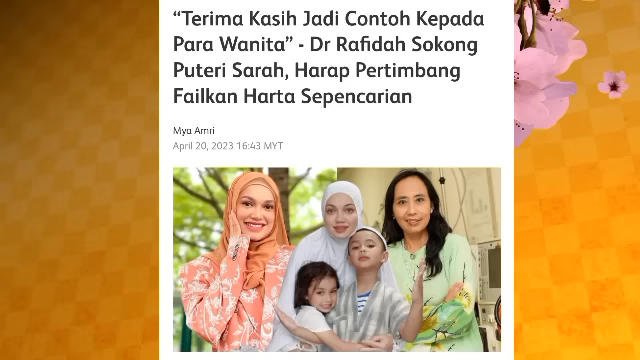 “Terima Kasih Jadi Contoh Kepada
Para Wanita” - Dr Rafidah Sokong
Puteri Sarah, Harap Pertimbang
Failkan Harta Sepencarian
Mya Amri
April 20, 2023 16:43 MYT